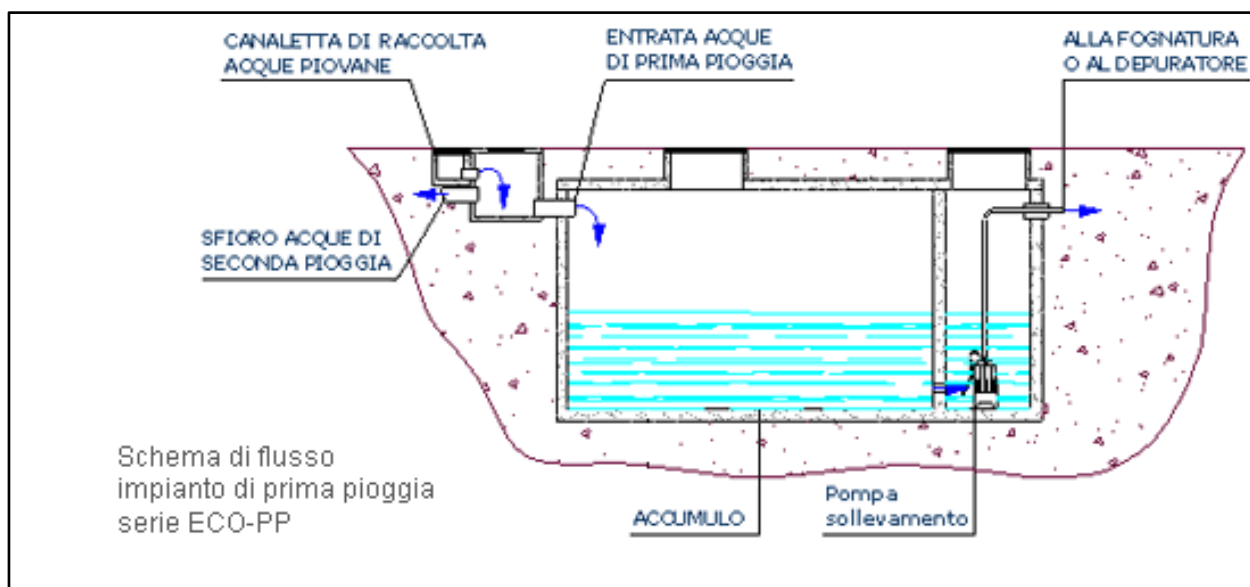 CANALETTA DI RACCOLTA
ACQUE PIOVANE
ENTRATA ACQUE
DI PRIMA PIOGGIA
ALLA FOGNATURA
O AL DEPURATORE
SFIORO ACQUE DI
SECONDA PIOGGIA
Schema di flusso
impianto di prima pioggia
serie ECO-PP
ACCUMULO
Pompa
sollevamento